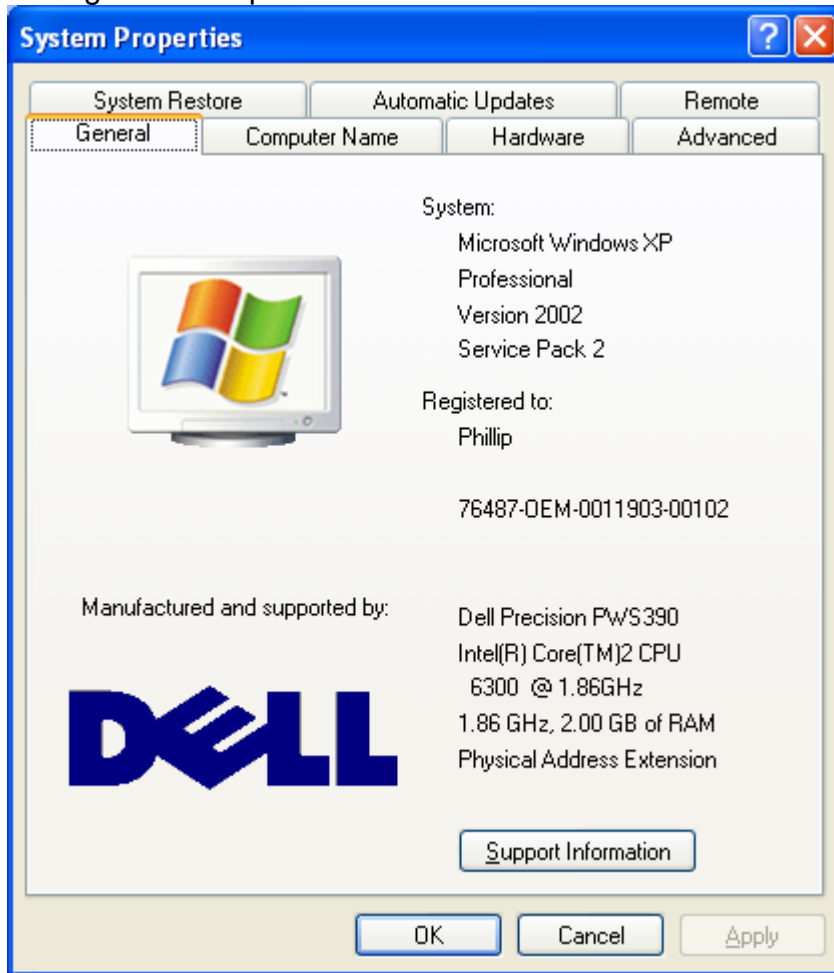 System Properties
System Restore
Automatic Updates
Remote
General
Computer Name
Hardware
Advanced
System:
Microsoft Windows XP
Professional
Version 2002
Service Pack 2
Registered to:
Phillip
76487-OEM-0011903-00102
Manufactured and supported by:
Dell Precision PWS390
Intel(R) Core(TM)2 CPU
6300 @ 1.86GHz
1.86 GHz, 2.00 GB of RAM
Physical Address Extension
DELL
Support Information
OK
Cancel
Apply